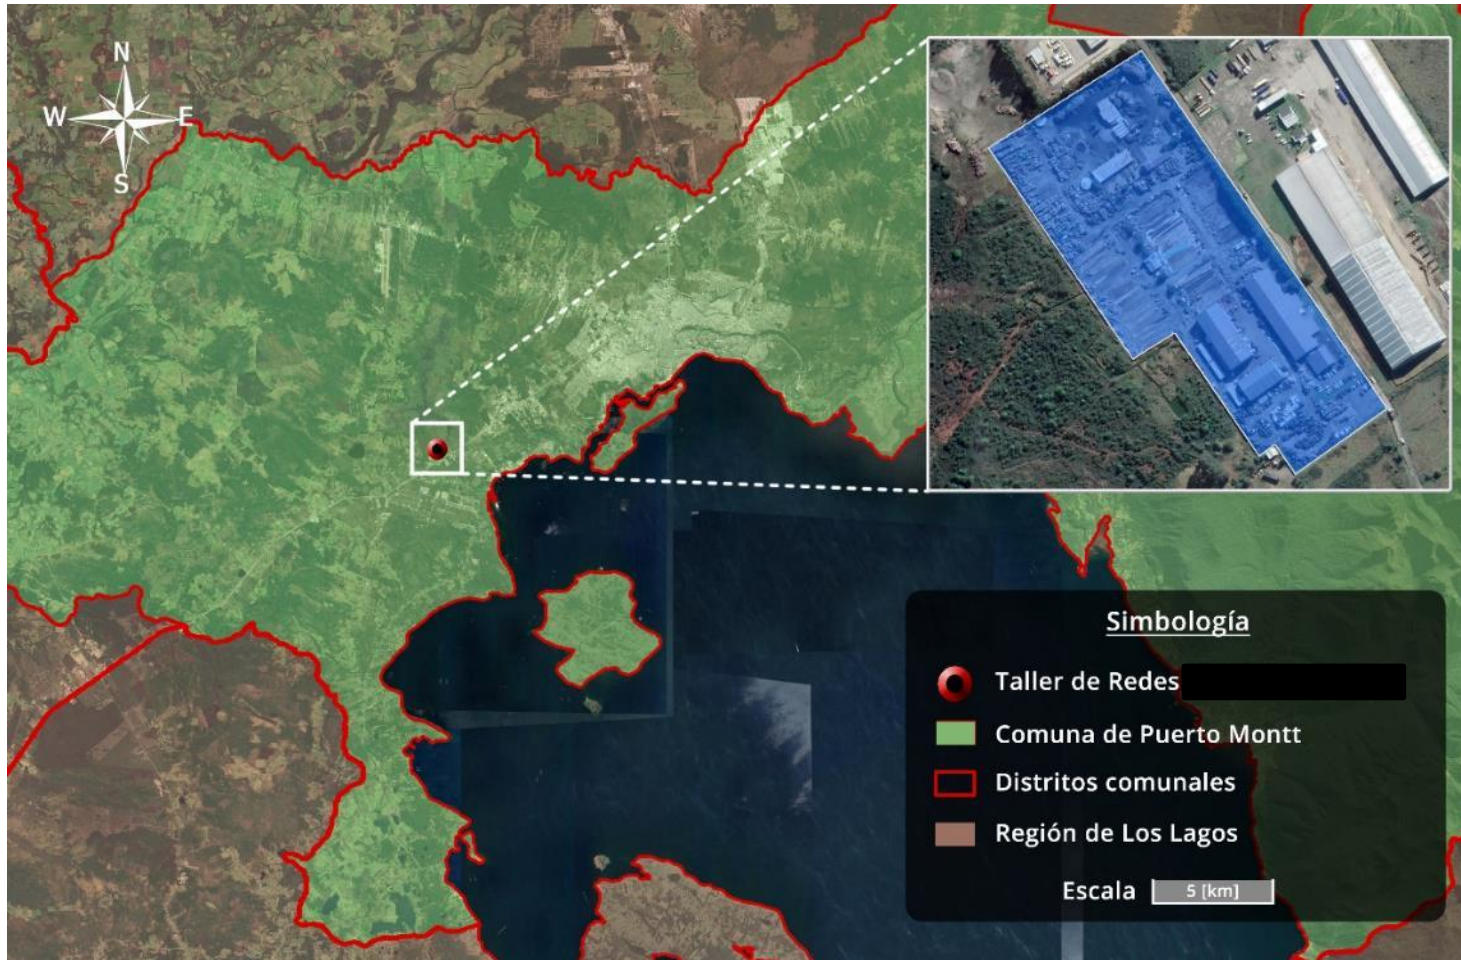 N
W E
S
Simbología
Taller de Redes
Comuna de Puerto Montt
Distritos comunales
Región de Los Lagos
Escala 5 [km]